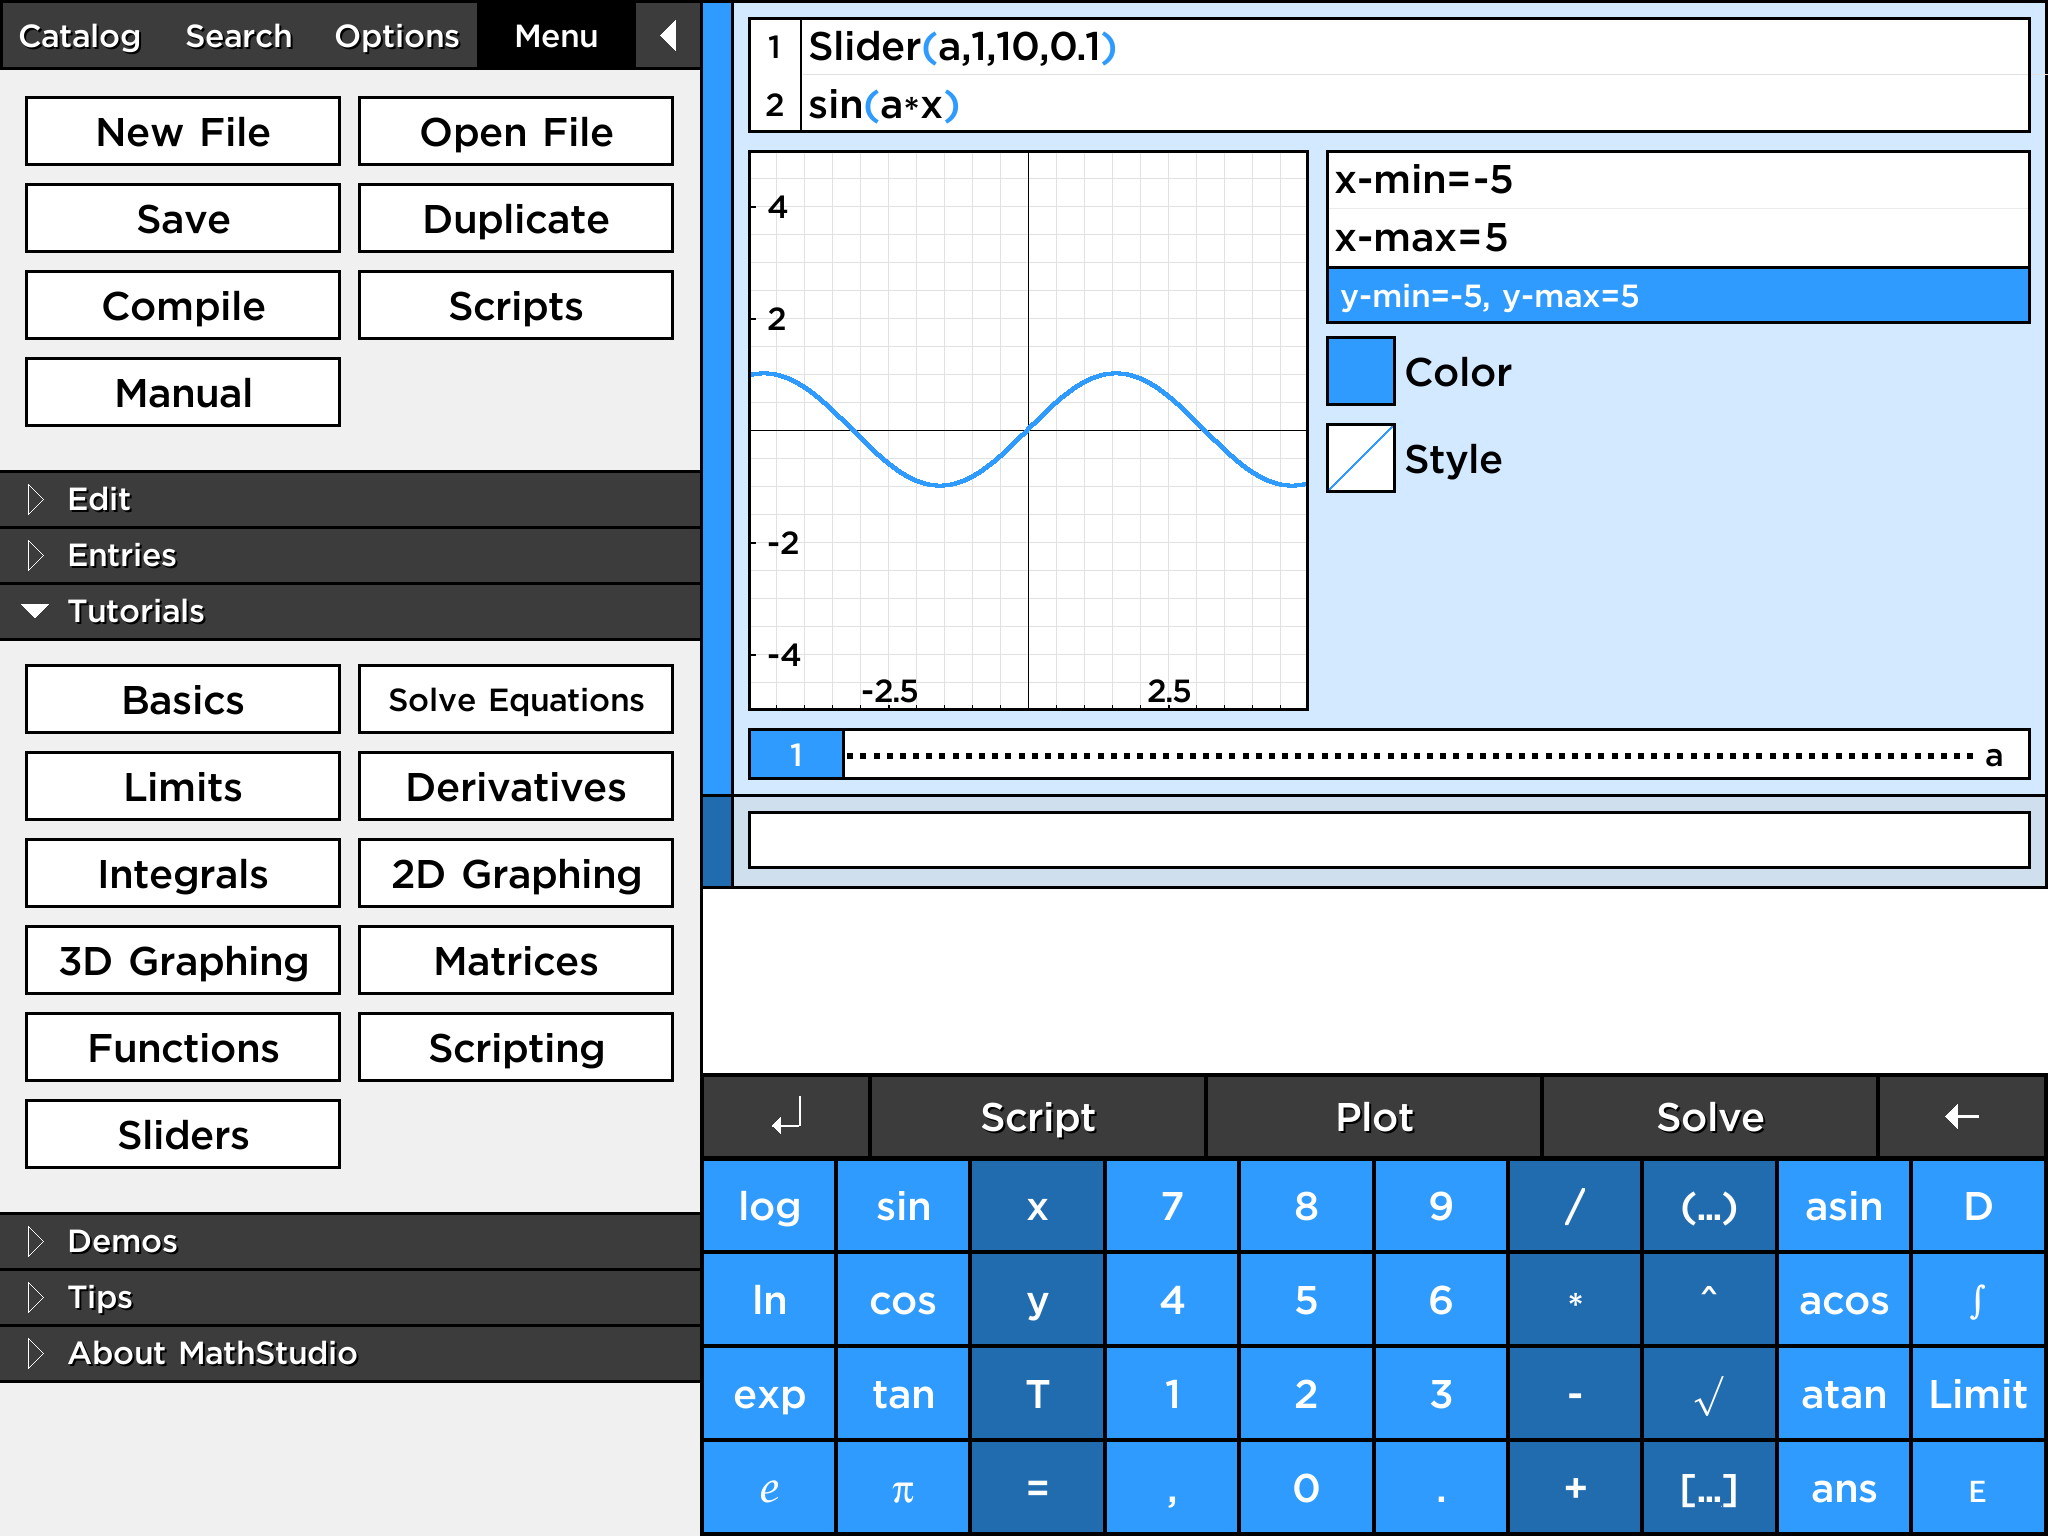 Catalog Search Options Menu
New File Open File
Save Duplicate
Compile Scripts
Manual
Edit
Entries
Tutorials
Basics Solve Equations
Limits Derivatives
Integrals 2D Graphing
3D Graphing Matrices
Functions Scripting
Sliders
Demos
Tips
About MathStudio
1 Slider(a,1,10,0.1)
2 sin(a*x)
4
2
-2
-4
-2.5 2.5
x-min=-5
x-max=5
y-min=-5, y-max=5
Color
Style
1 a
Script Plot Solve ←
log sin x 7 8 9 / (...) asin D
ln cos y 4 5 6 * ^ acos ∫
exp tan T 1 2 3 - √ atan Limit
e π = , 0 . + [...] ans E